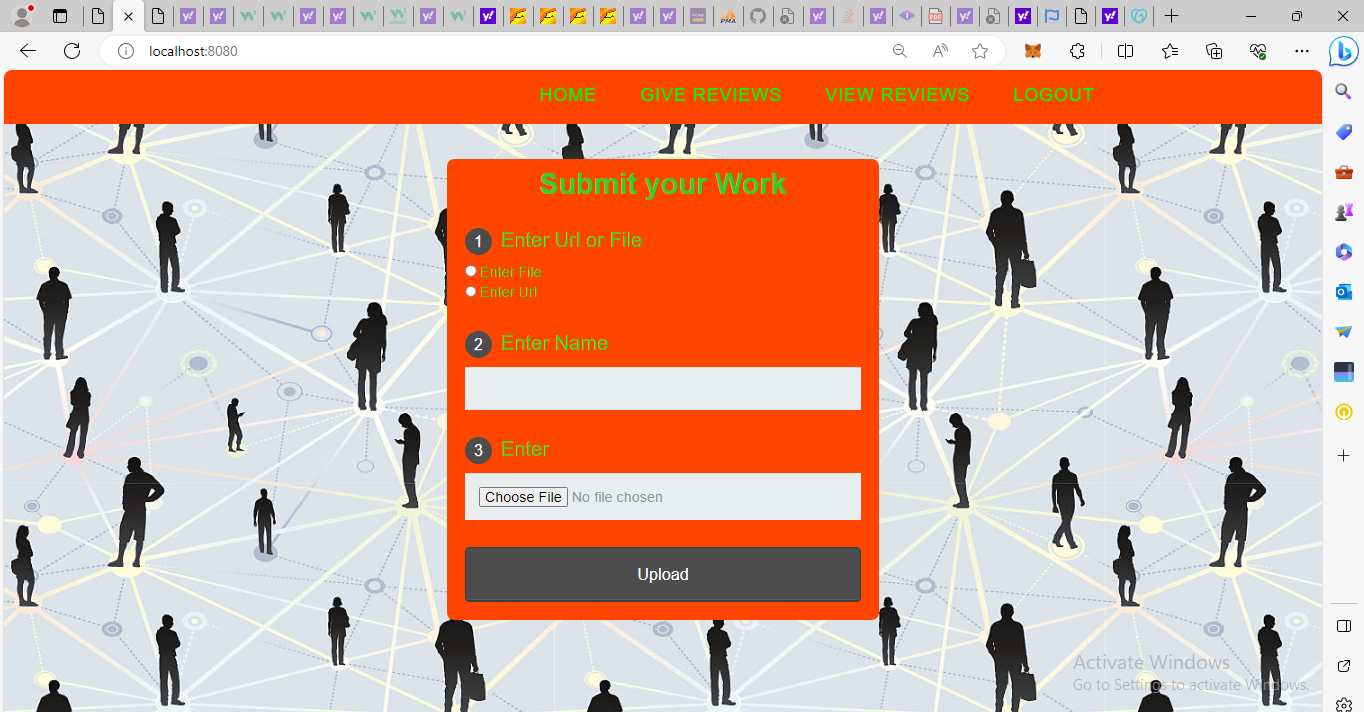 localhost:8080
HOME GIVE REVIEWS VIEW REVIEWS LOGOUT
Submit your Work
1 Enter Url or File
Enter File
Enter Url
2 Enter Name
3 Enter
Choose File No file chosen
Upload
Activate Windows
Go to Settings to activate Windows.